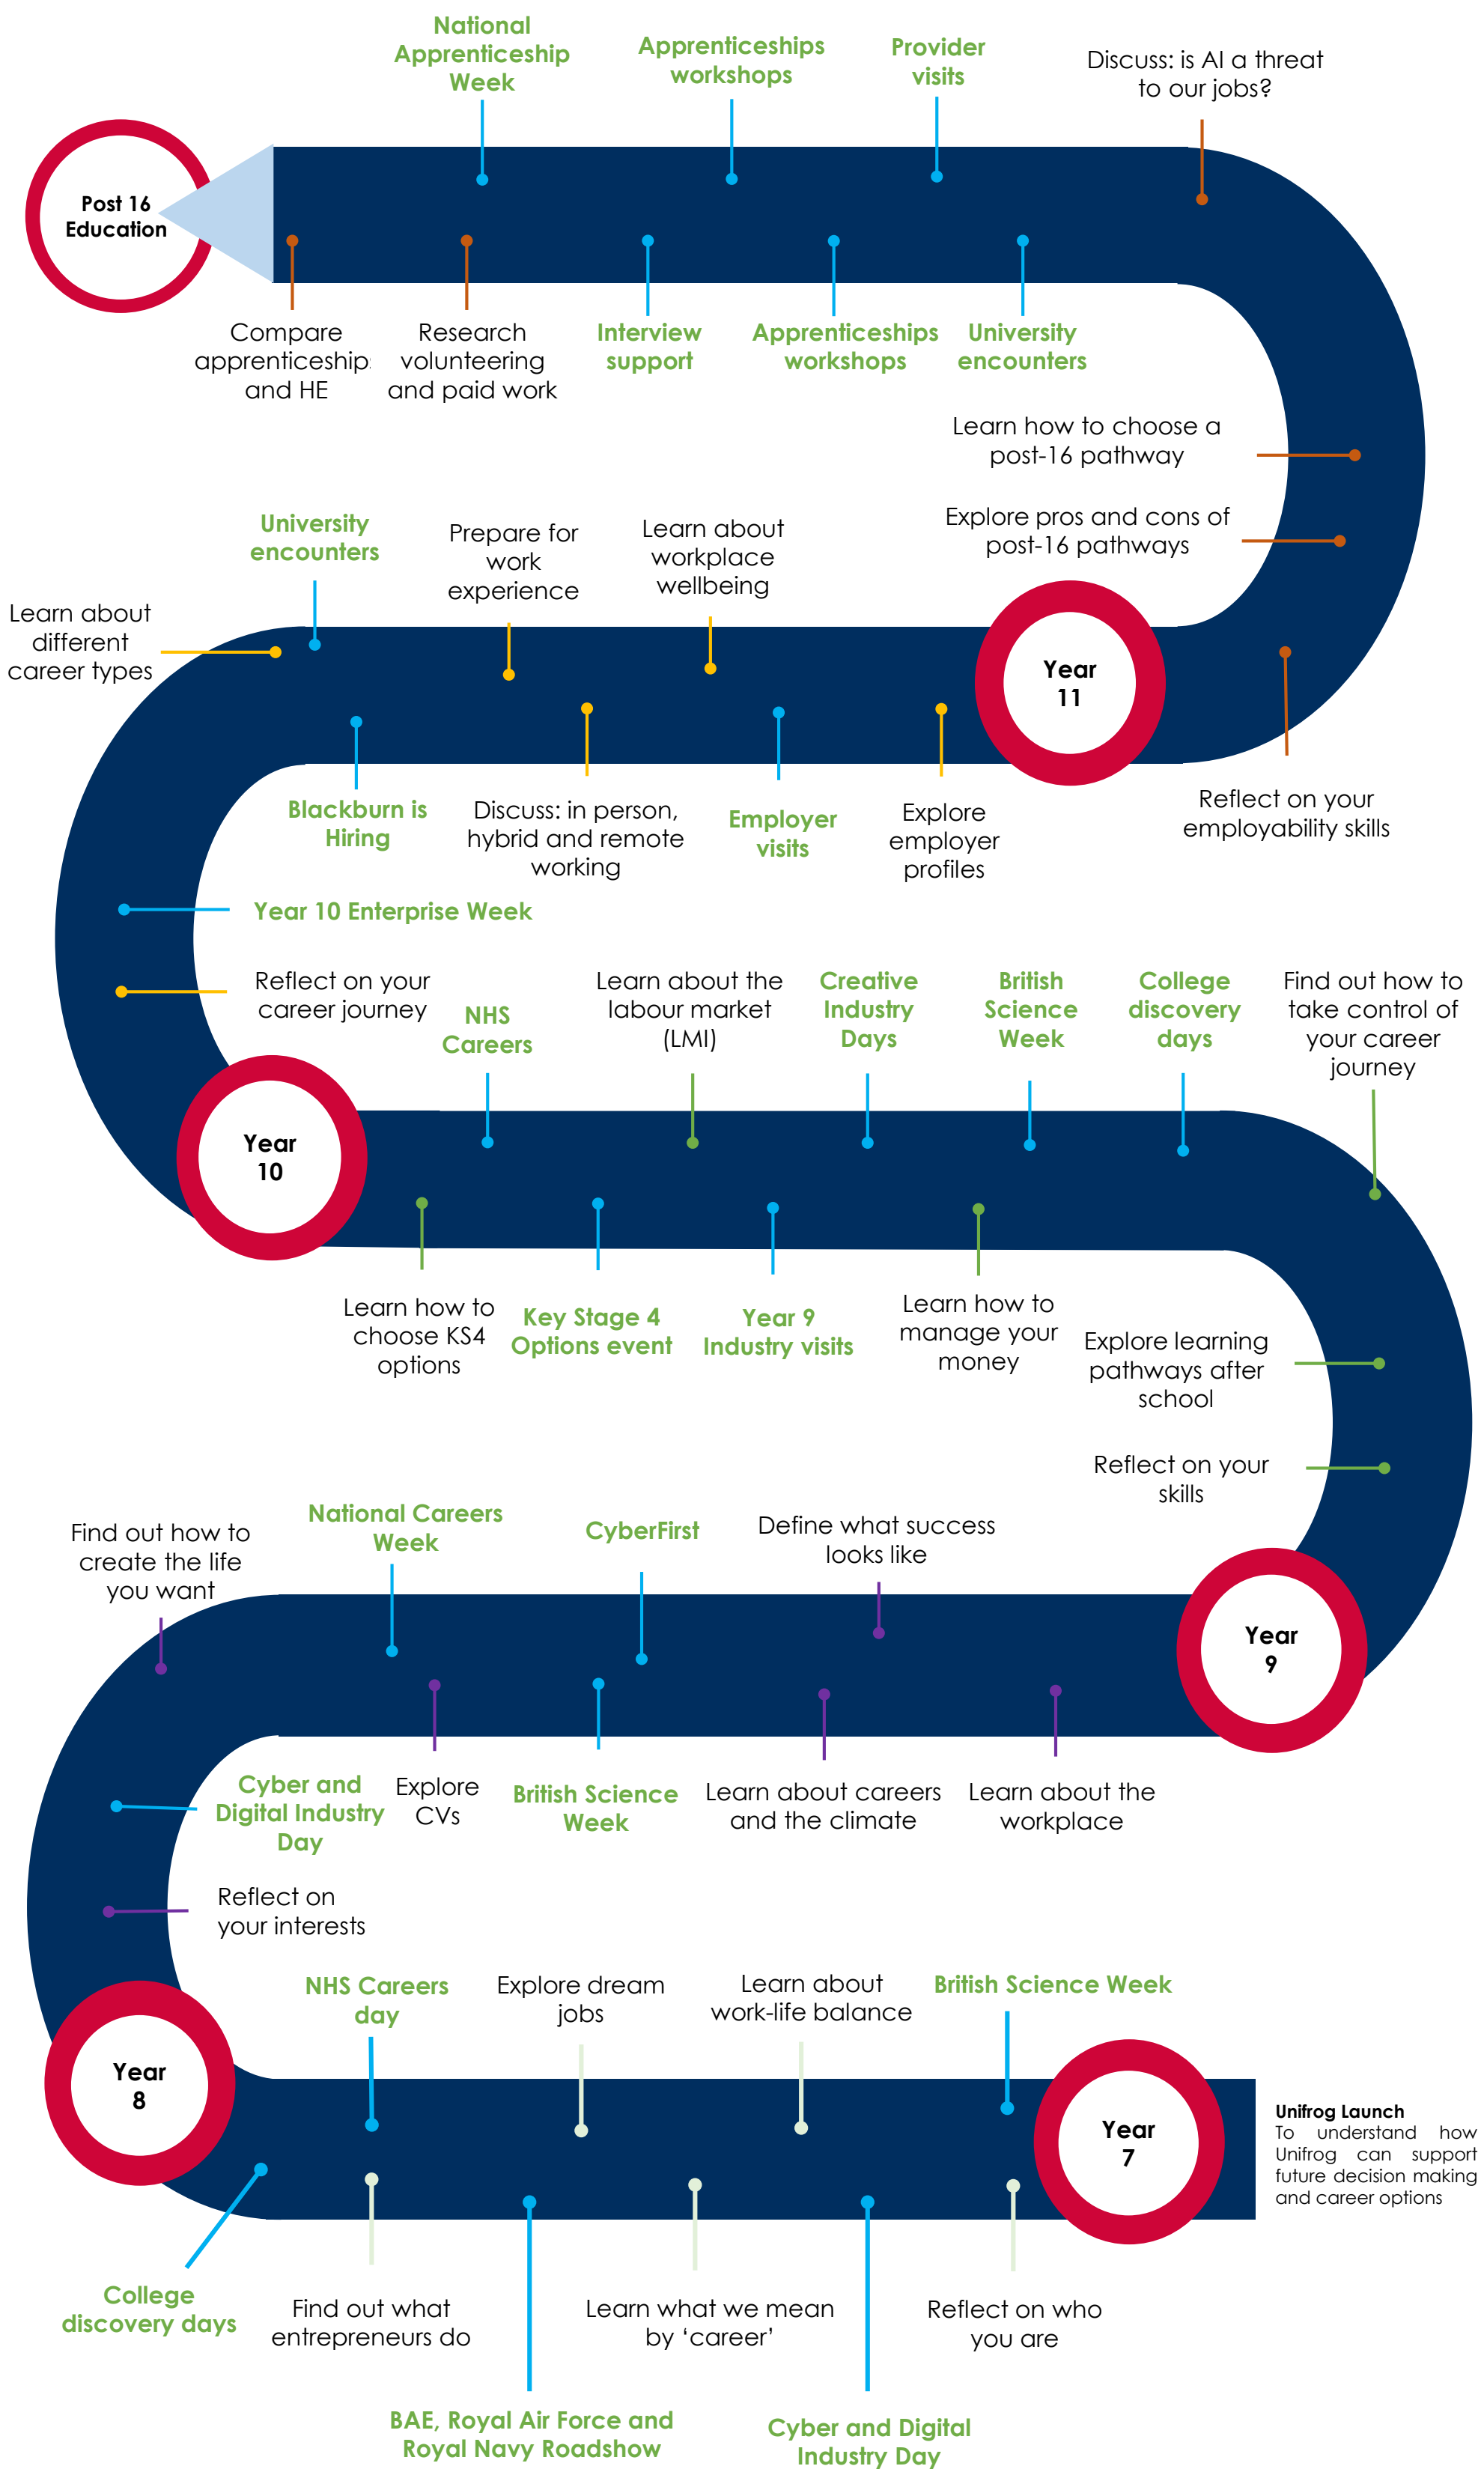 National
Apprenticeship
Week
Apprenticeships
workshops
Provider
visits
Discuss: is AI a threat
to our jobs?
Post 16
Education
Compare
apprenticeship
and HE
Research
volunteering
and paid work
Interview
support
Apprenticeships
workshops
University
encounters
Learn how to choose a
post-16 pathway
Explore pros and cons of
post-16 pathways
University
encounters
Prepare for
work
experience
Learn about
workplace
wellbeing
Learn about
different
career types
Year
11
Blackburn is
Hiring
Discuss: in person,
hybrid and remote
working
Employer
visits
Explore
employer
profiles
Reflect on your
employability skills
Year 10 Enterprise Week
Reflect on your
career journey
NHS
Careers
Learn about the
labour market
(LMI)
Creative
Industry
Days
British
Science
Week
College
discovery
days
Find out how to
take control of
your career
journey
Year
10
Learn how to
choose KS4
options
Key Stage 4
Options event
Year 9
Industry visits
Learn how to
manage your
money
Explore learning
pathways after
school
Reflect on your
skills
Find out how to
create the life
you want
National Careers
Week
CyberFirst
Define what success
looks like
Year
9
Cyber and
Digital Industry
Day
Explore
CVs
British Science
Week
Learn about careers
and the climate
Learn about the
workplace
Reflect on
your interests
NHS Careers
day
Explore dream
jobs
Learn about
work-life balance
British Science Week
Year
8
Year
7
Unifrog Launch
To understand how
Unifrog can support
future decision making
and career options
College
discovery days
Find out what
entrepreneurs do
Learn what we mean
by ‘career’
Reflect on who
you are
BAE, Royal Air Force and
Royal Navy Roadshow
Cyber and Digital
Industry Day